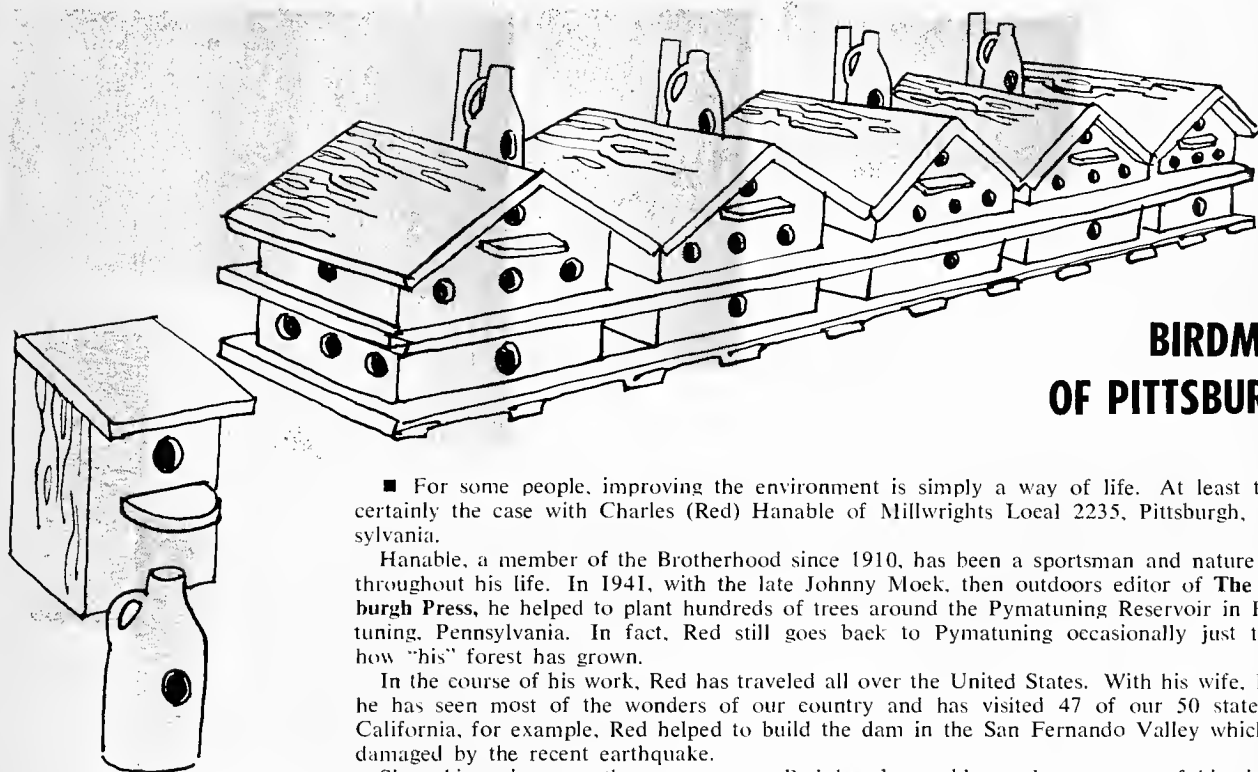 BIRDM
OF PITTSBUR
■ For some people, improving the environment is simply a way of life. At least t
certainly the case with Charles (Red) Hanable of Millwrights Local 2235, Pittsburgh,
sylvania.
Hanable, a member of the Brotherhood since 1910, has been a sportsman and nature
throughout his life. In 1941, with the late Johnny Mock, then outdoors editor of The
burgh Press, he helped to plant hundreds of trees around the Pymatuning Reservoir in
tuning, Pennsylvania. In fact, Red still goes back to Pymatuning occasionally just t
how "his" forest has grown.
In the course of his work, Red has traveled all over the United States. With his wife,
he has seen most of the wonders of our country and has visited 47 of our 50 state
California, for example, Red helped to build the dam in the San Fernando Valley which
damaged by the recent earthquake.